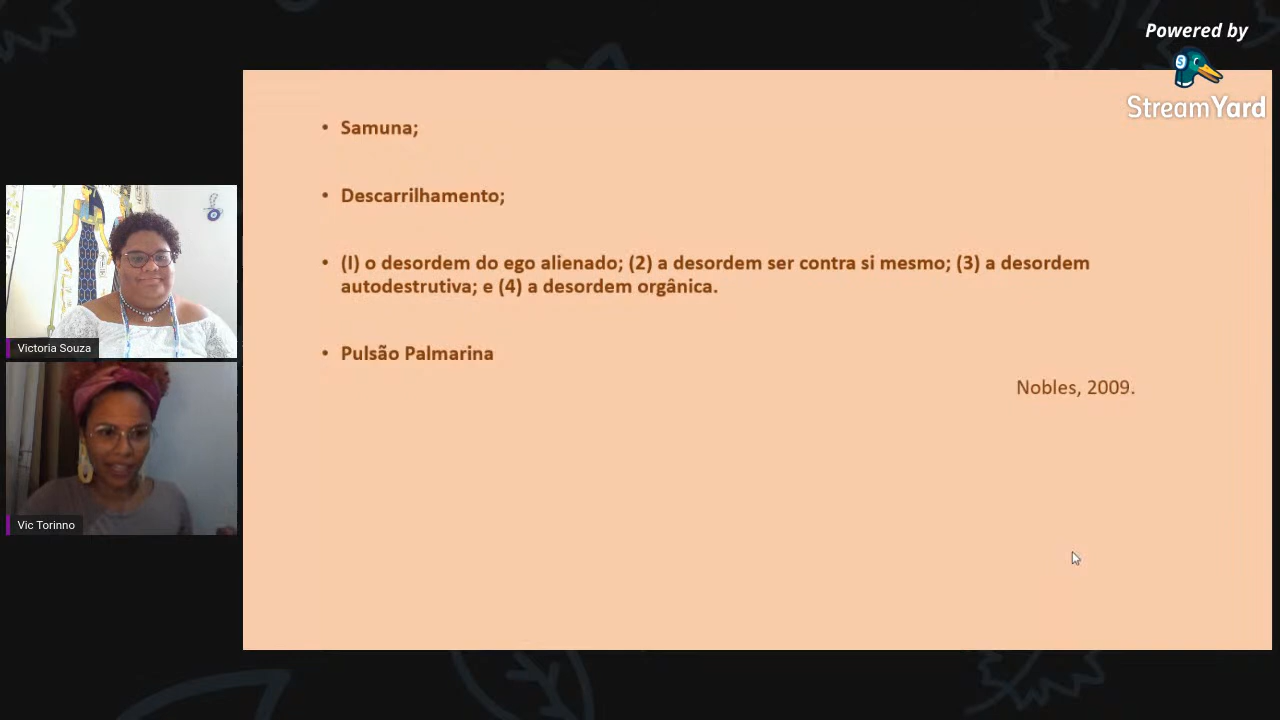 Powered by
StreamYard
• Samuna;
• Descarrilhamento;
• (I) o desordem do ego alienado; (2) a desordem ser contra si mesmo; (3) a desordem
autodestrutiva; e (4) a desordem orgânica.
• Pulsão Palmarina
Nobles, 2009.
Victoria Souza
Vic Torinno